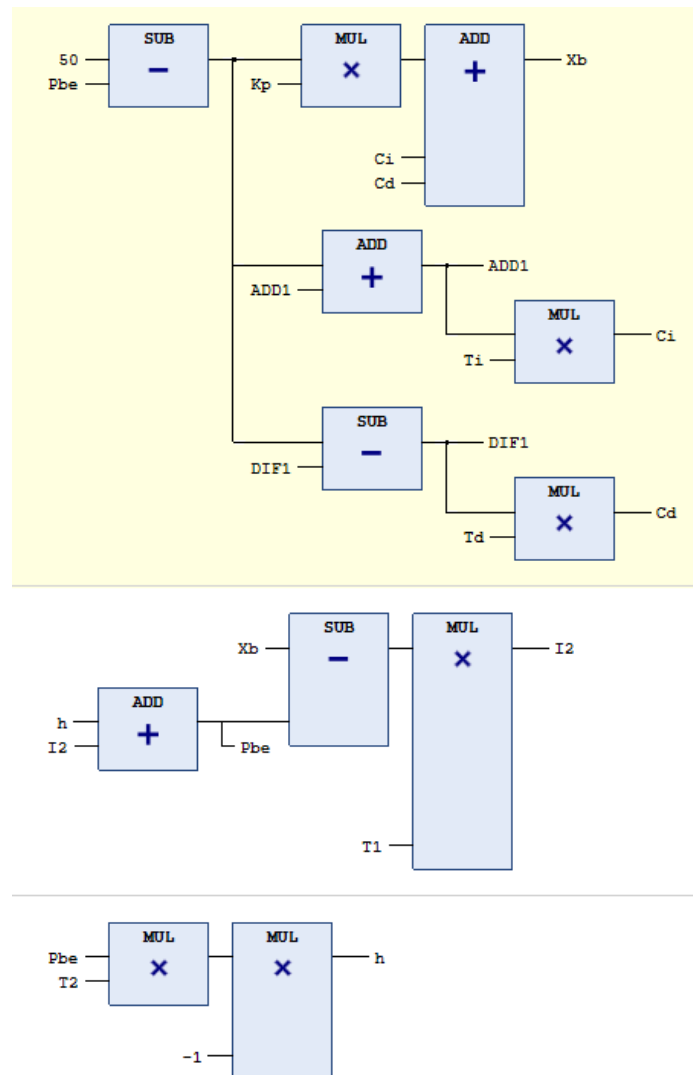 SUB MUL ADD
50 − × + Xb
Pbe Kp
Ci
Cd
ADD
+ ADD1
ADD1
MUL
× Ci
Ti
SUB
− DIF1
DIF1
MUL
× Cd
Td
SUB MUL
Xb − × I2
ADD
h +
I2 Pbe
T1
MUL MUL
Pbe × × h
T2
-1